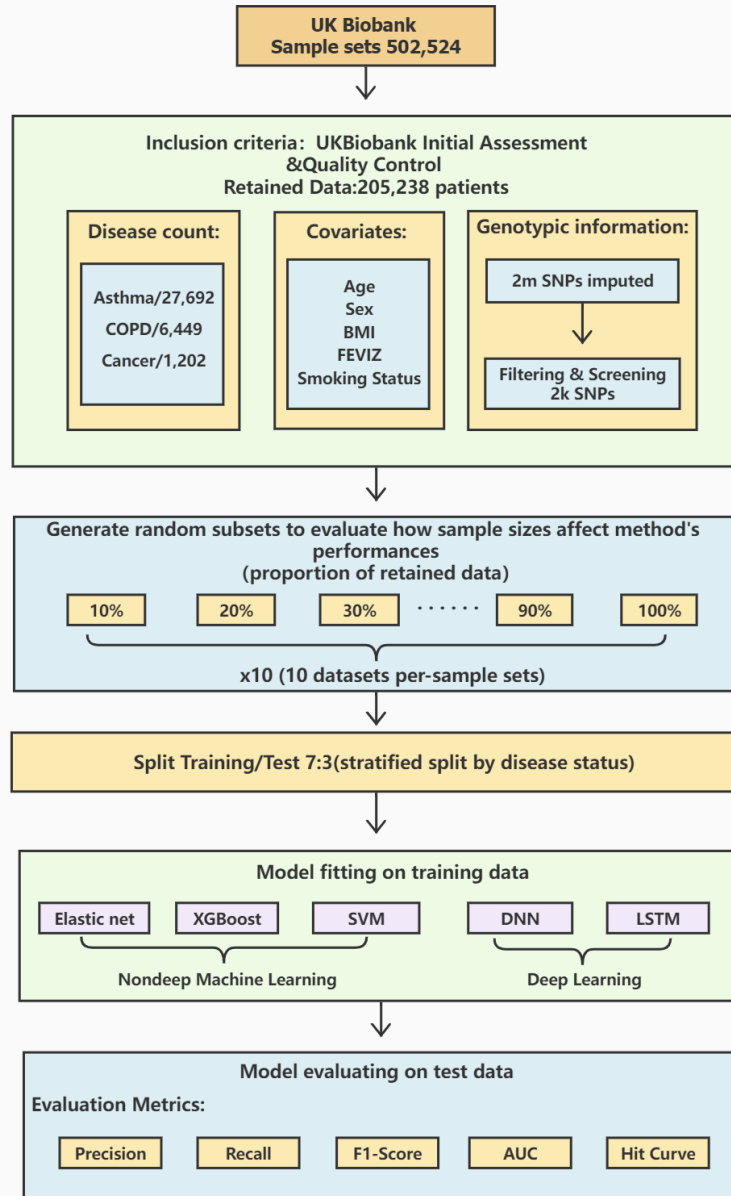 UK Biobank
Sample sets 502,524
Inclusion criteria: UKBiobank Initial Assessment
&Quality Control
Retained Data:205,238 patients
Disease count:
Asthma/27,692
COPD/6,449
Cancer/1,202
Covariates:
Age
Sex
BMI
FEVIZ
Smoking Status
Genotypic information:
2m SNPs imputed
Filtering & Screening
2k SNPs
Generate random subsets to evaluate how sample sizes affect method's
performances
(proportion of retained data)
10% 20% 30% ······ 90% 100%
x10 (10 datasets per-sample sets)
Split Training/Test 7:3(stratified split by disease status)
Model fitting on training data
Elastic net XGBoost SVM DNN LSTM
Nondeep Machine Learning Deep Learning
Model evaluating on test data
Evaluation Metrics:
Precision Recall F1-Score AUC Hit Curve